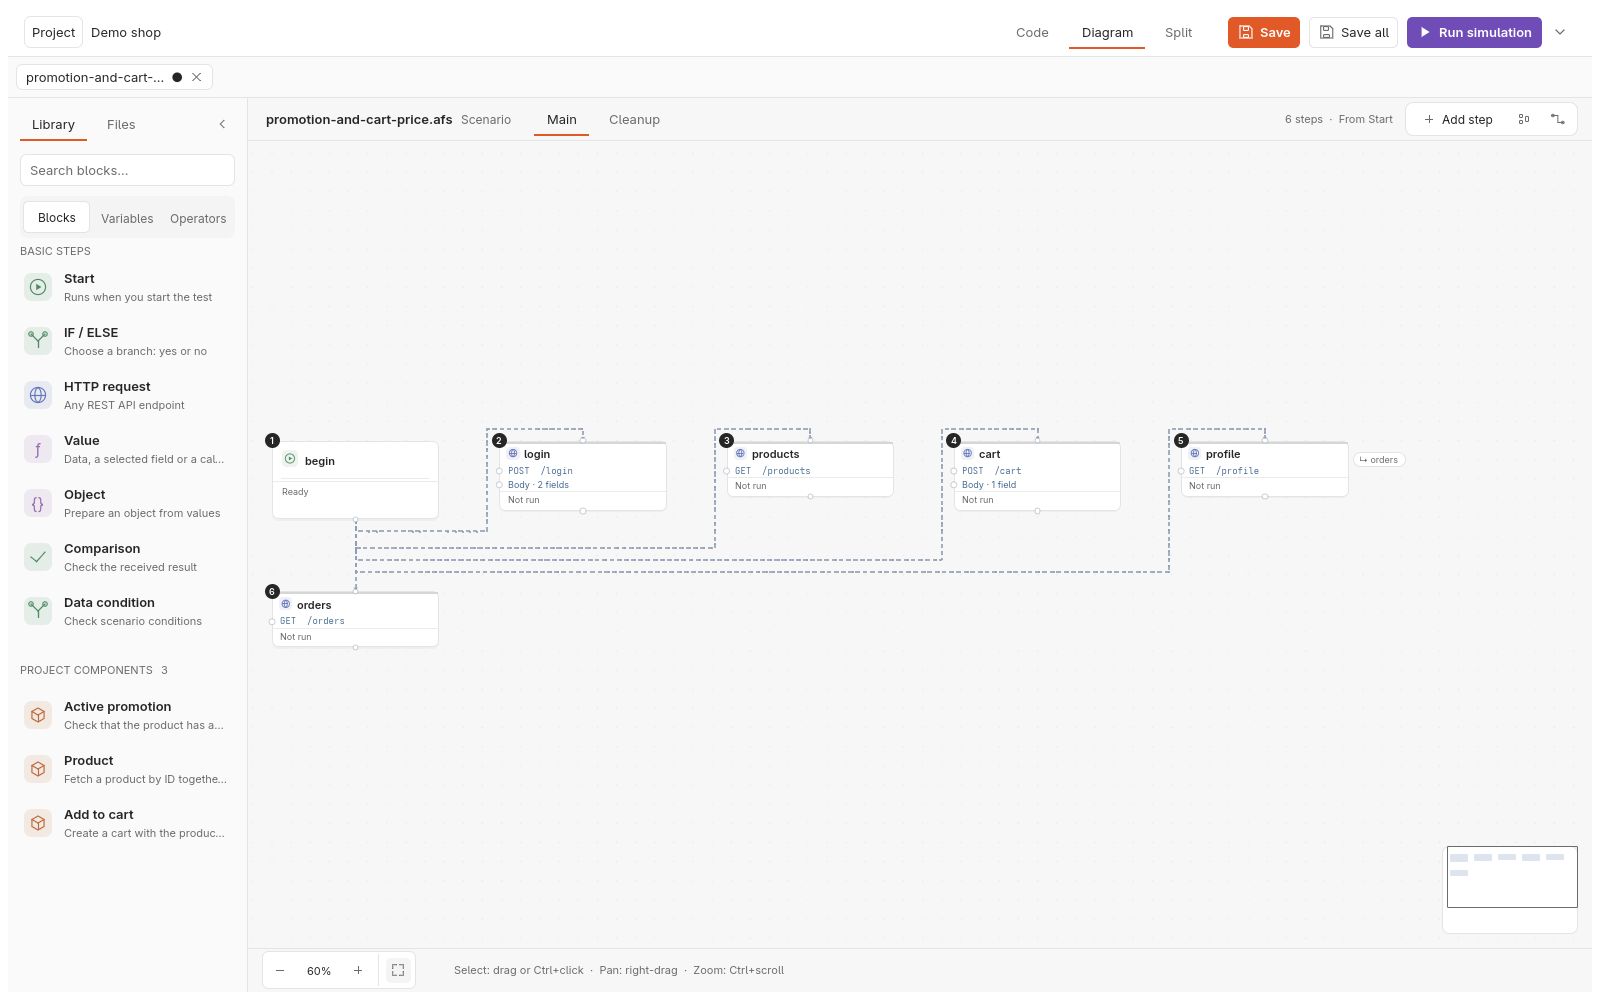 Project
Demo shop
Code
Diagram
Split
Save
Save all
Run simulation
promotion-and-cart-...
Library
Files
promotion-and-cart-price.afs
Scenario
Main
Cleanup
6 steps · From Start
+ Add step
Search blocks...
Blocks
Variables
Operators
BASIC STEPS
Start
Runs when you start the test
IF / ELSE
Choose a branch: yes or no
HTTP request
Any REST API endpoint
Value
Data, a selected field or a cal...
Object
Prepare an object from values
Comparison
Check the received result
Data condition
Check scenario conditions
PROJECT COMPONENTS 3
Active promotion
Check that the product has a...
Product
Fetch a product by ID togethe...
Add to cart
Create a cart with the produc...
1
begin
Ready
2
login
POST /login
Body · 2 fields
Not run
3
products
GET /products
Not run
4
cart
POST /cart
Body · 1 field
Not run
5
profile
GET /profile
Not run
↳ orders
6
orders
GET /orders
Not run
− 60% +
Select: drag or Ctrl+click · Pan: right-drag · Zoom: Ctrl+scroll